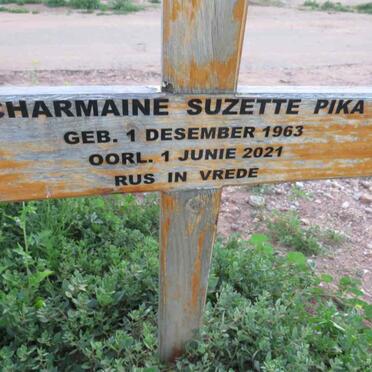 CHARMAINE SUZETTE PIKA
GEB. 1 DESEMBER 1963
OORL. 1 JUNIE 2021
RUS IN VREDE